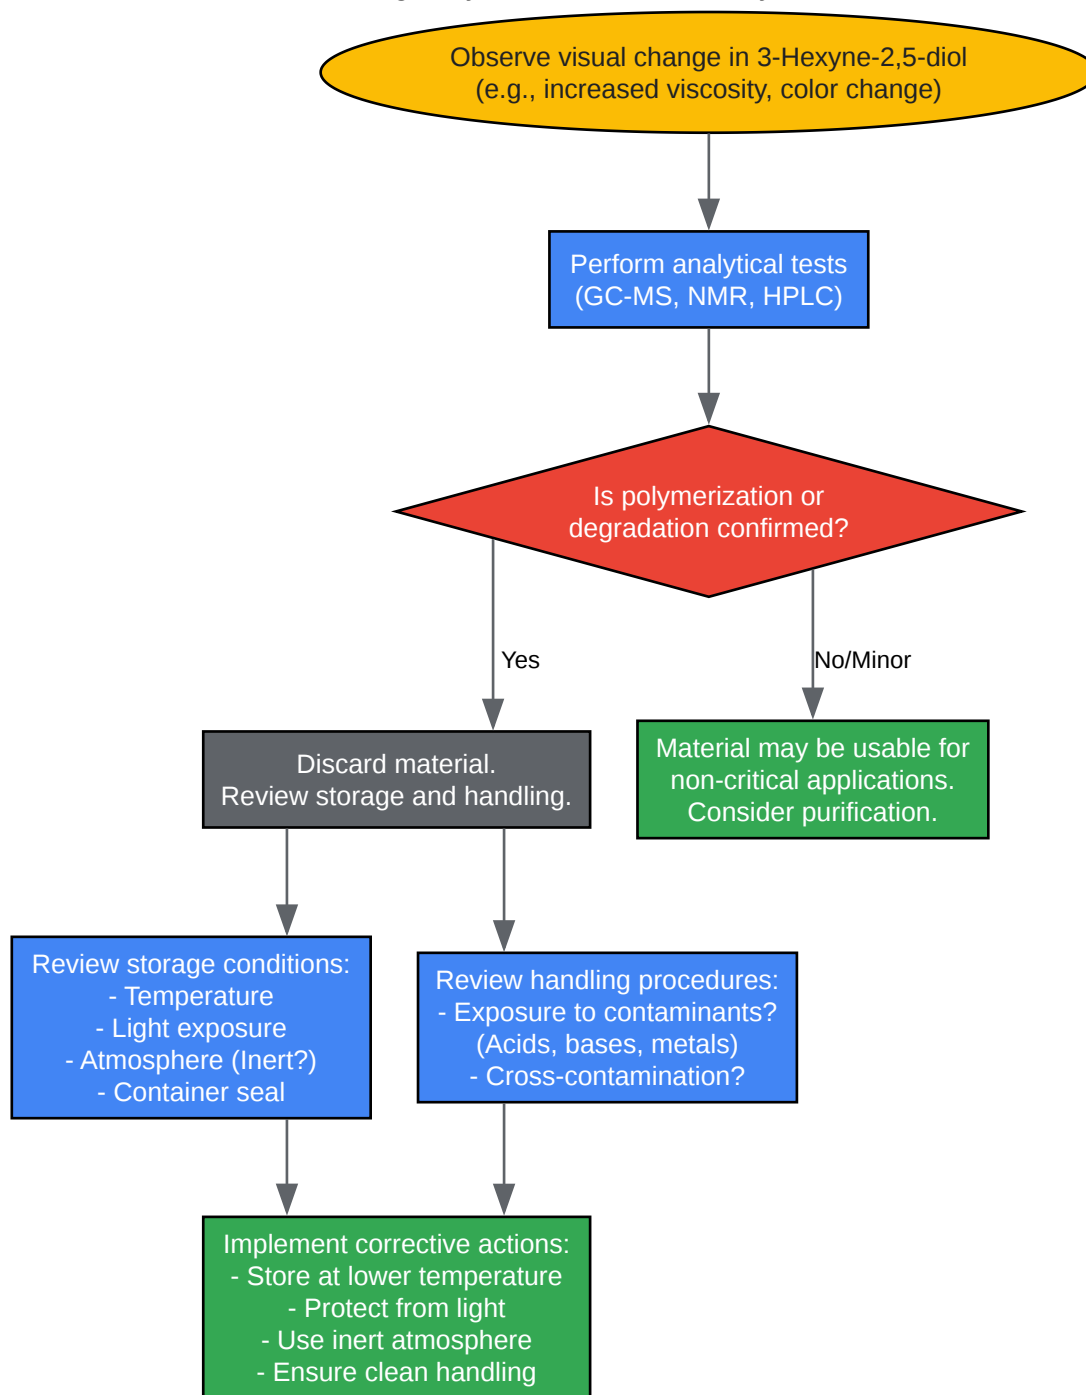 Observe visual change in 3-Hexyne-2,5-diol
(e.g., increased viscosity, color change)
Perform analytical tests
(GC-MS, NMR, HPLC)
Is polymerization or
degradation confirmed?
Yes
No/Minor
Discard material.
Review storage and handling.
Material may be usable for
non-critical applications.
Consider purification.
Review storage conditions:
- Temperature
- Light exposure
- Atmosphere (Inert?)
- Container seal
Review handling procedures:
- Exposure to contaminants?
(Acids, bases, metals)
- Cross-contamination?
Implement corrective actions:
- Store at lower temperature
- Protect from light
- Use inert atmosphere
- Ensure clean handling